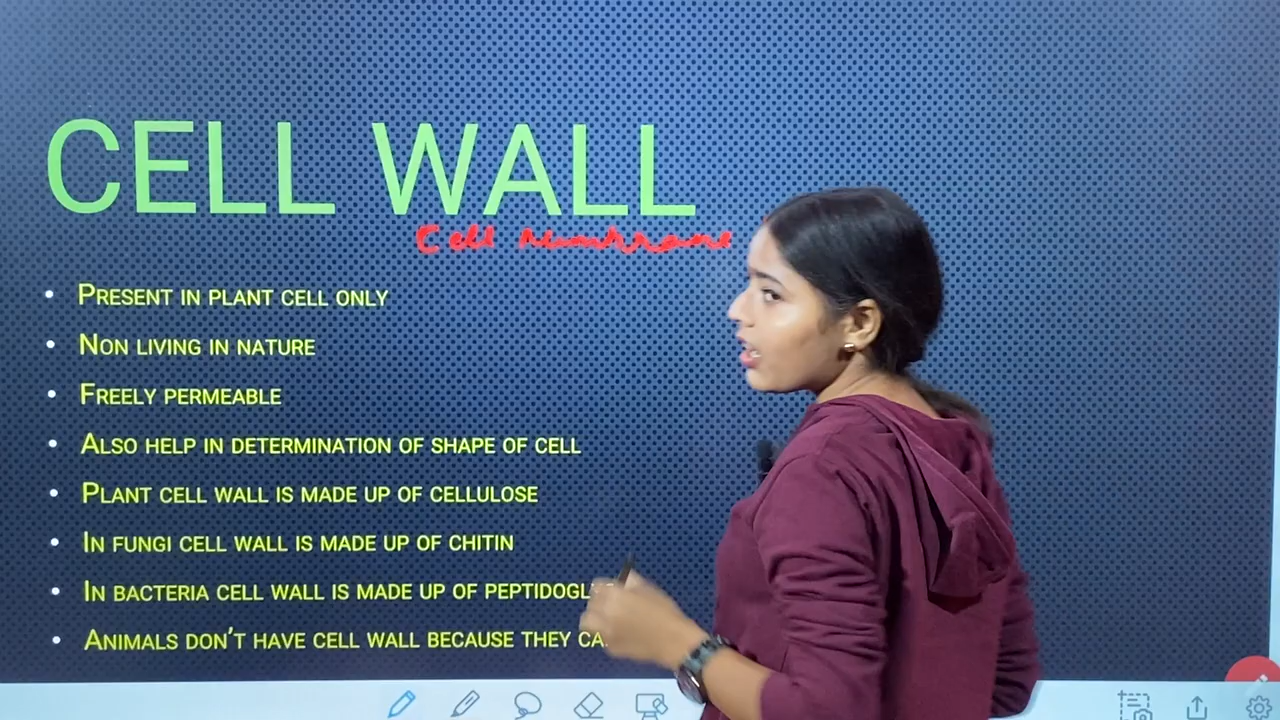 CELL WALL
Cell Membrane
• PRESENT IN PLANT CELL ONLY
• NON LIVING IN NATURE
• FREELY PERMEABLE
• ALSO HELP IN DETERMINATION OF SHAPE OF CELL
• PLANT CELL WALL IS MADE UP OF CELLULOSE
• IN FUNGI CELL WALL IS MADE UP OF CHITIN
• IN BACTERIA CELL WALL IS MADE UP OF
• ANIMALS DON'T HAVE CELL WALL BECAUSE THEY